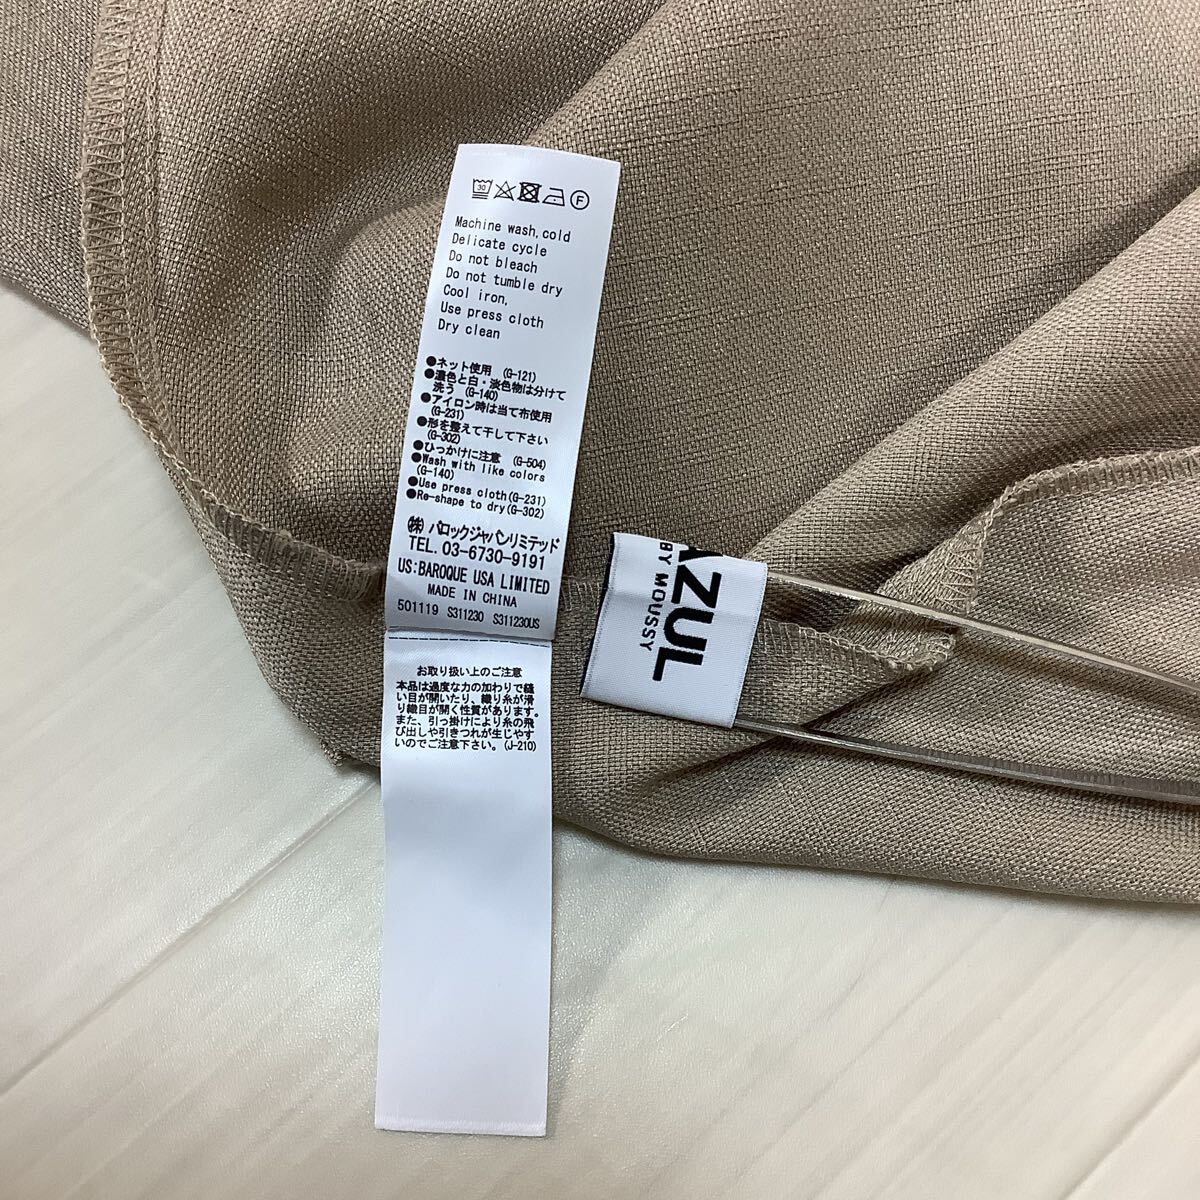 30
F
Machine wash, cold
Delicate cycle
Do not bleach
Do not tumble dry
Cool iron,
Use press cloth
Dry clean
●ネット使用 (G-121)
●濃色と白・淡色物は分けて
洗う (G-140)
●アイロン時は当て布使用
(G-231)
●形を整えて干して下さい
(G-302)
●ひっかけに注意 (G-504)
●Wash with like colors
(G-140)
●Use press cloth(G-231)
●Re-shape to dry(G-302)
㈱バロックジャパンリミテッド
TEL. 03-6730-9191
US:BAROQUE USA LIMITED
MADE IN CHINA
501119 S311230 S311230US
お取り扱い上のご注意
本品は過度な力の加わりで縫
い目が開いたり、織り糸が滑
り織目が開く性質があります。
また、引っ掛けにより糸の飛
び出しや引きつれが生じやす
いのでご注意下さい。(J-210)
AZUL
BY MOUSSY